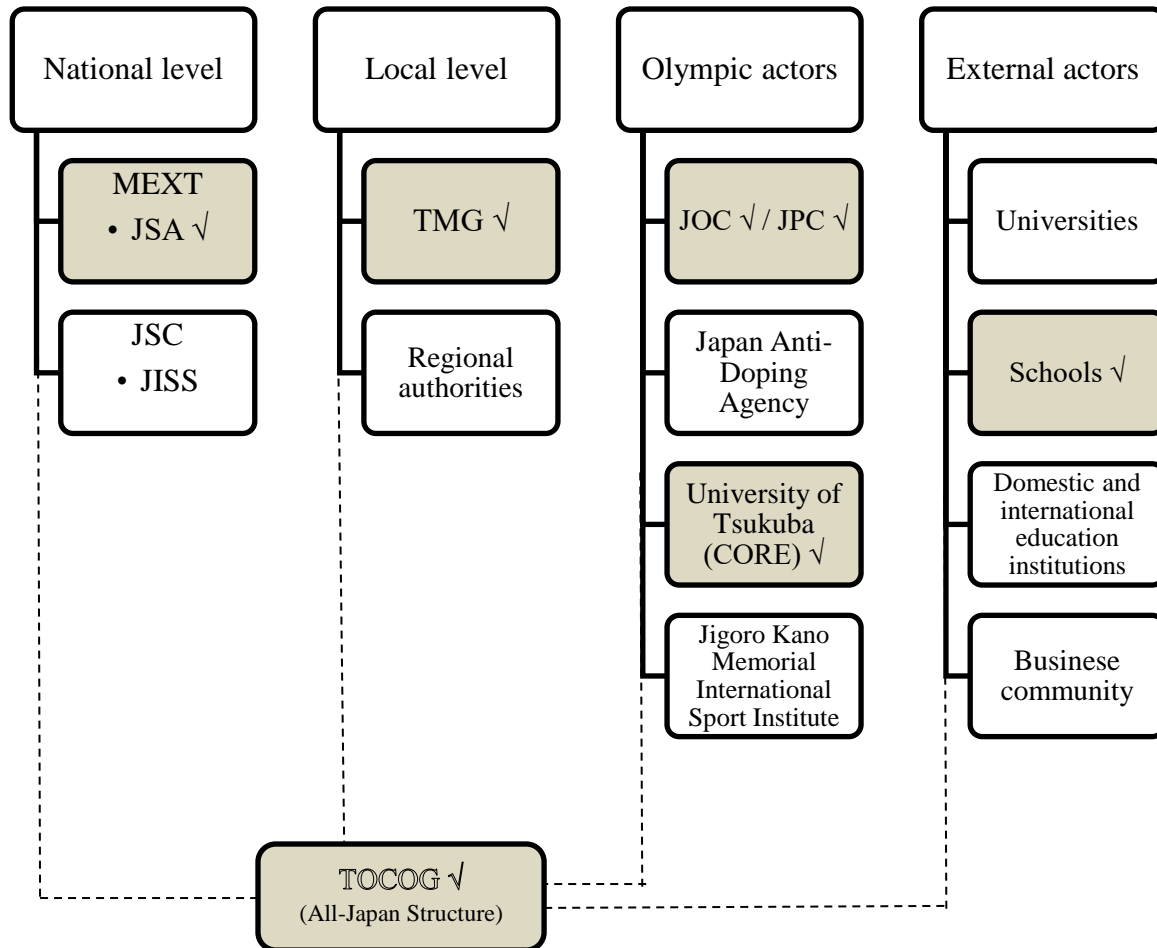 National level
Local level
Olympic actors
External actors
MEXT
• JSA √
TMG √
JOC √ / JPC √
Universities
JSC
• JISS
Regional
authorities
Japan Anti-
Doping
Agency
Schools √
University of
Tsukuba
(CORE) √
Domestic and
international
education
institutions
Jigoro Kano
Memorial
International
Sport Institute
Businese
community
TOCOG √
(All-Japan Structure)